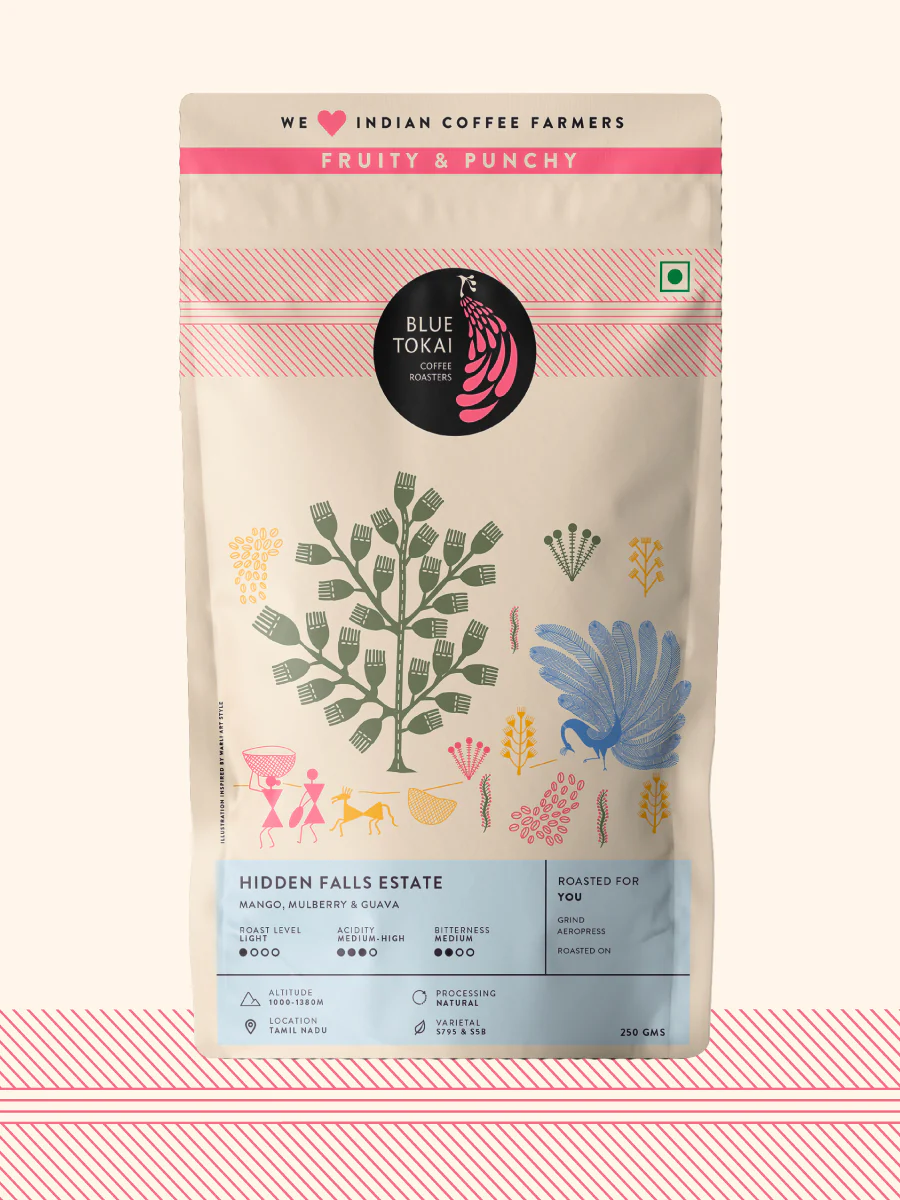 WE ♥ INDIAN COFFEE FARMERS
FRUITY & PUNCHY
BLUE
TOKAI
COFFEE
ROASTERS
ILLUSTRATION INSPIRED BY WARLI ART STYLE
HIDDEN FALLS ESTATE
MANGO, MULBERRY & GUAVA
ROAST LEVEL
LIGHT
ACIDITY
MEDIUM-HIGH
BITTERNESS
MEDIUM
ROASTED FOR
YOU
GRIND
AEROPRESS
ROASTED ON
ALTITUDE
1000-1380M
PROCESSING
NATURAL
LOCATION
TAMIL NADU
VARIETAL
S795 & S5B
250 GMS